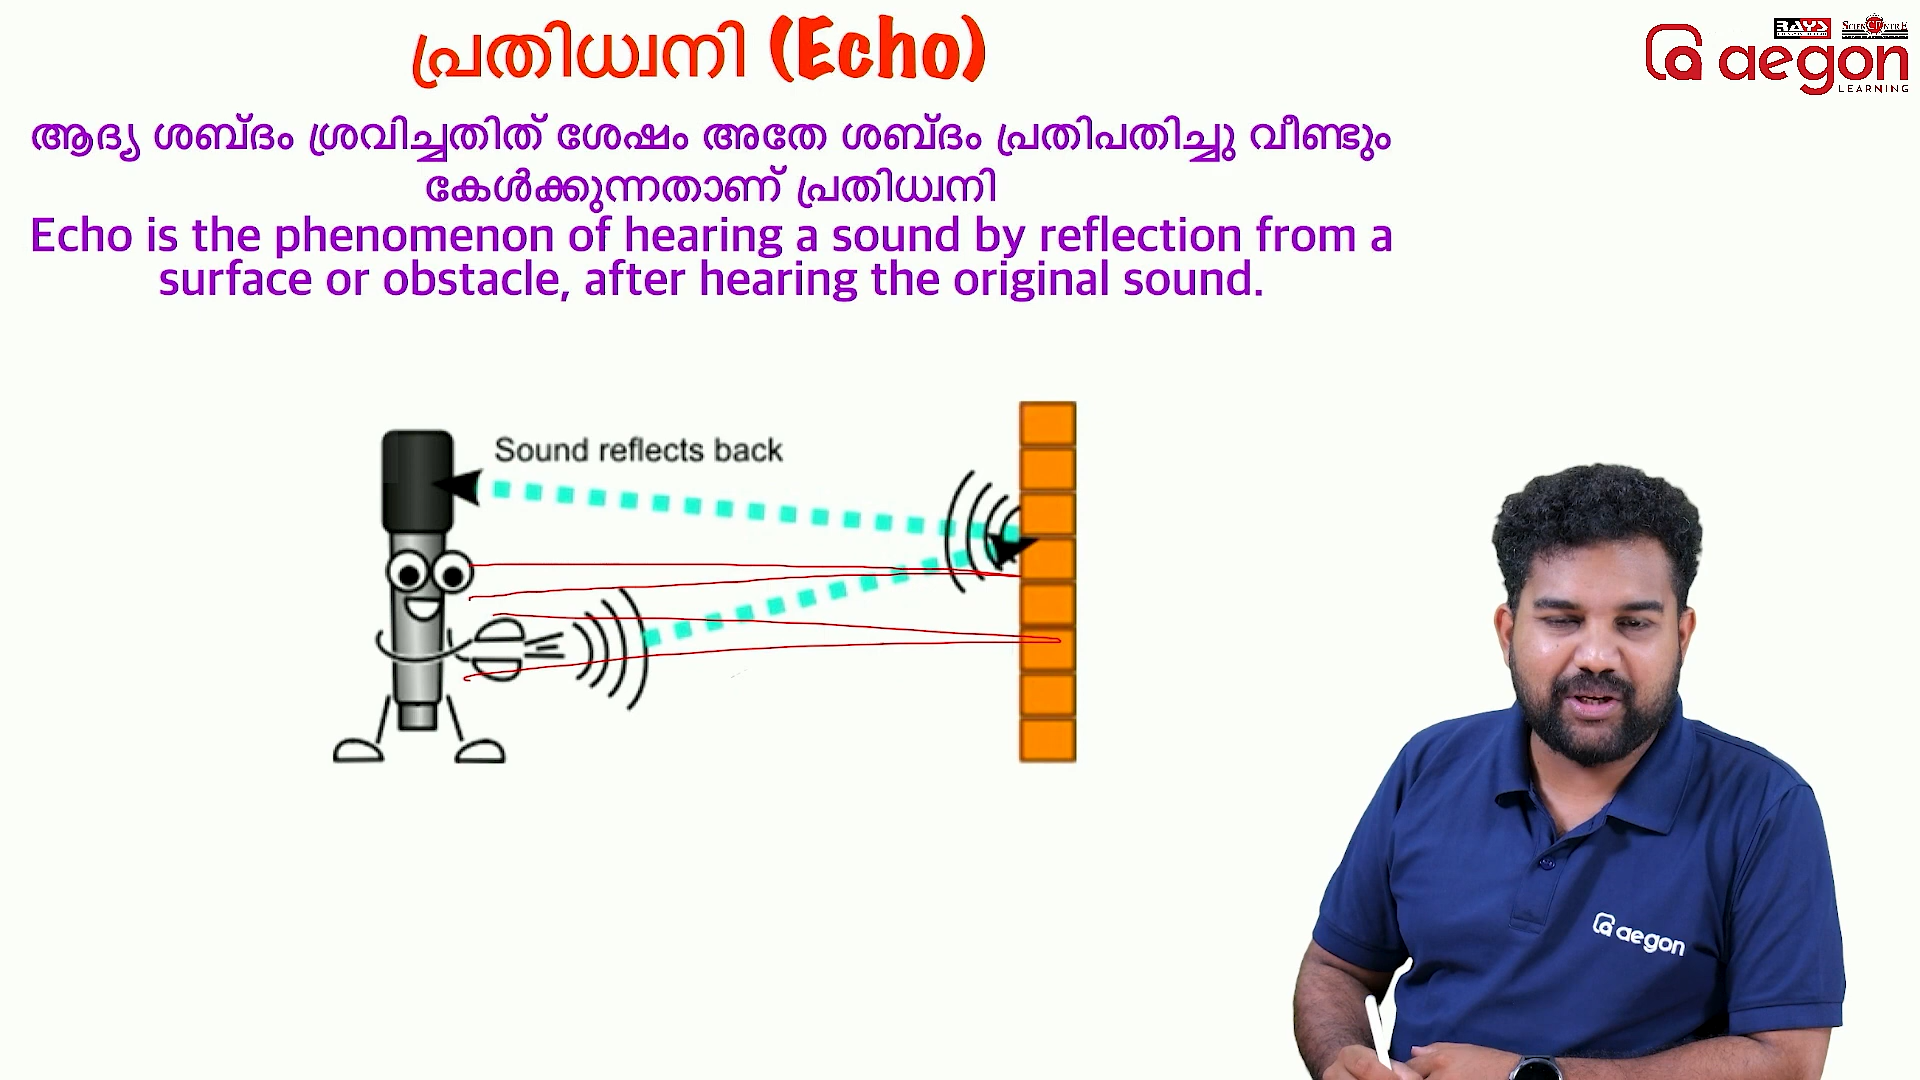 പ്രതിധ്വനി (Echo)
RAYS
SCIENCENTRE
aegon
LEARNING
ആദ്യ ശബ്ദം ശ്രവിച്ചതിത് ശേഷം അതേ ശബ്ദം പ്രതിപതിച്ചു വീണ്ടും
കേൾക്കുന്നതാണ് പ്രതിധ്വനി
Echo is the phenomenon of hearing a sound by reflection from a
surface or obstacle, after hearing the original sound.
Sound reflects back
aegon